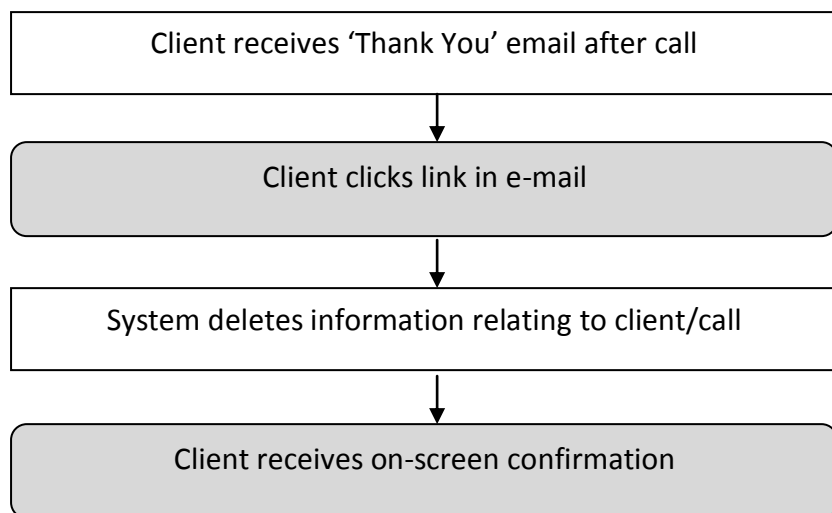 Client receives ‘Thank You’ email after call
Client clicks link in e-mail
System deletes information relating to client/call
Client receives on-screen confirmation